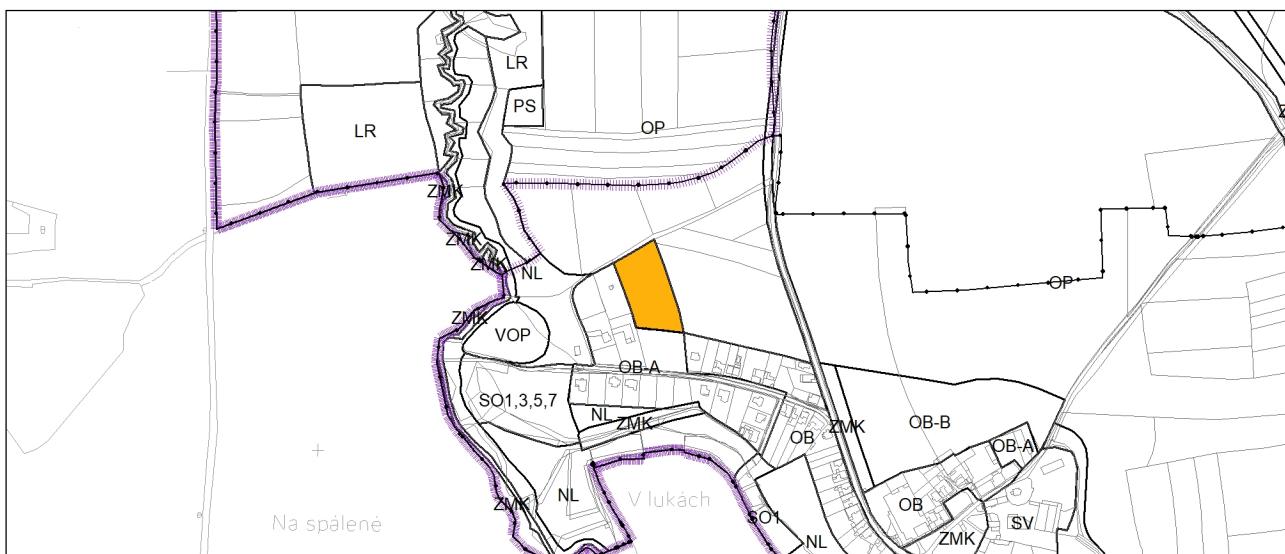 LR
PS
LR
OP
ZMK
ZMK
ZMK
NL
OP
ZMK
VOP
OB-A
SO1,3,5,7
NL
ZMK
ZMK
OB-B
OB
OB-A
NL
V lukách
OB
ZMK
SO1
SV
Na spálené
NL
ZMK